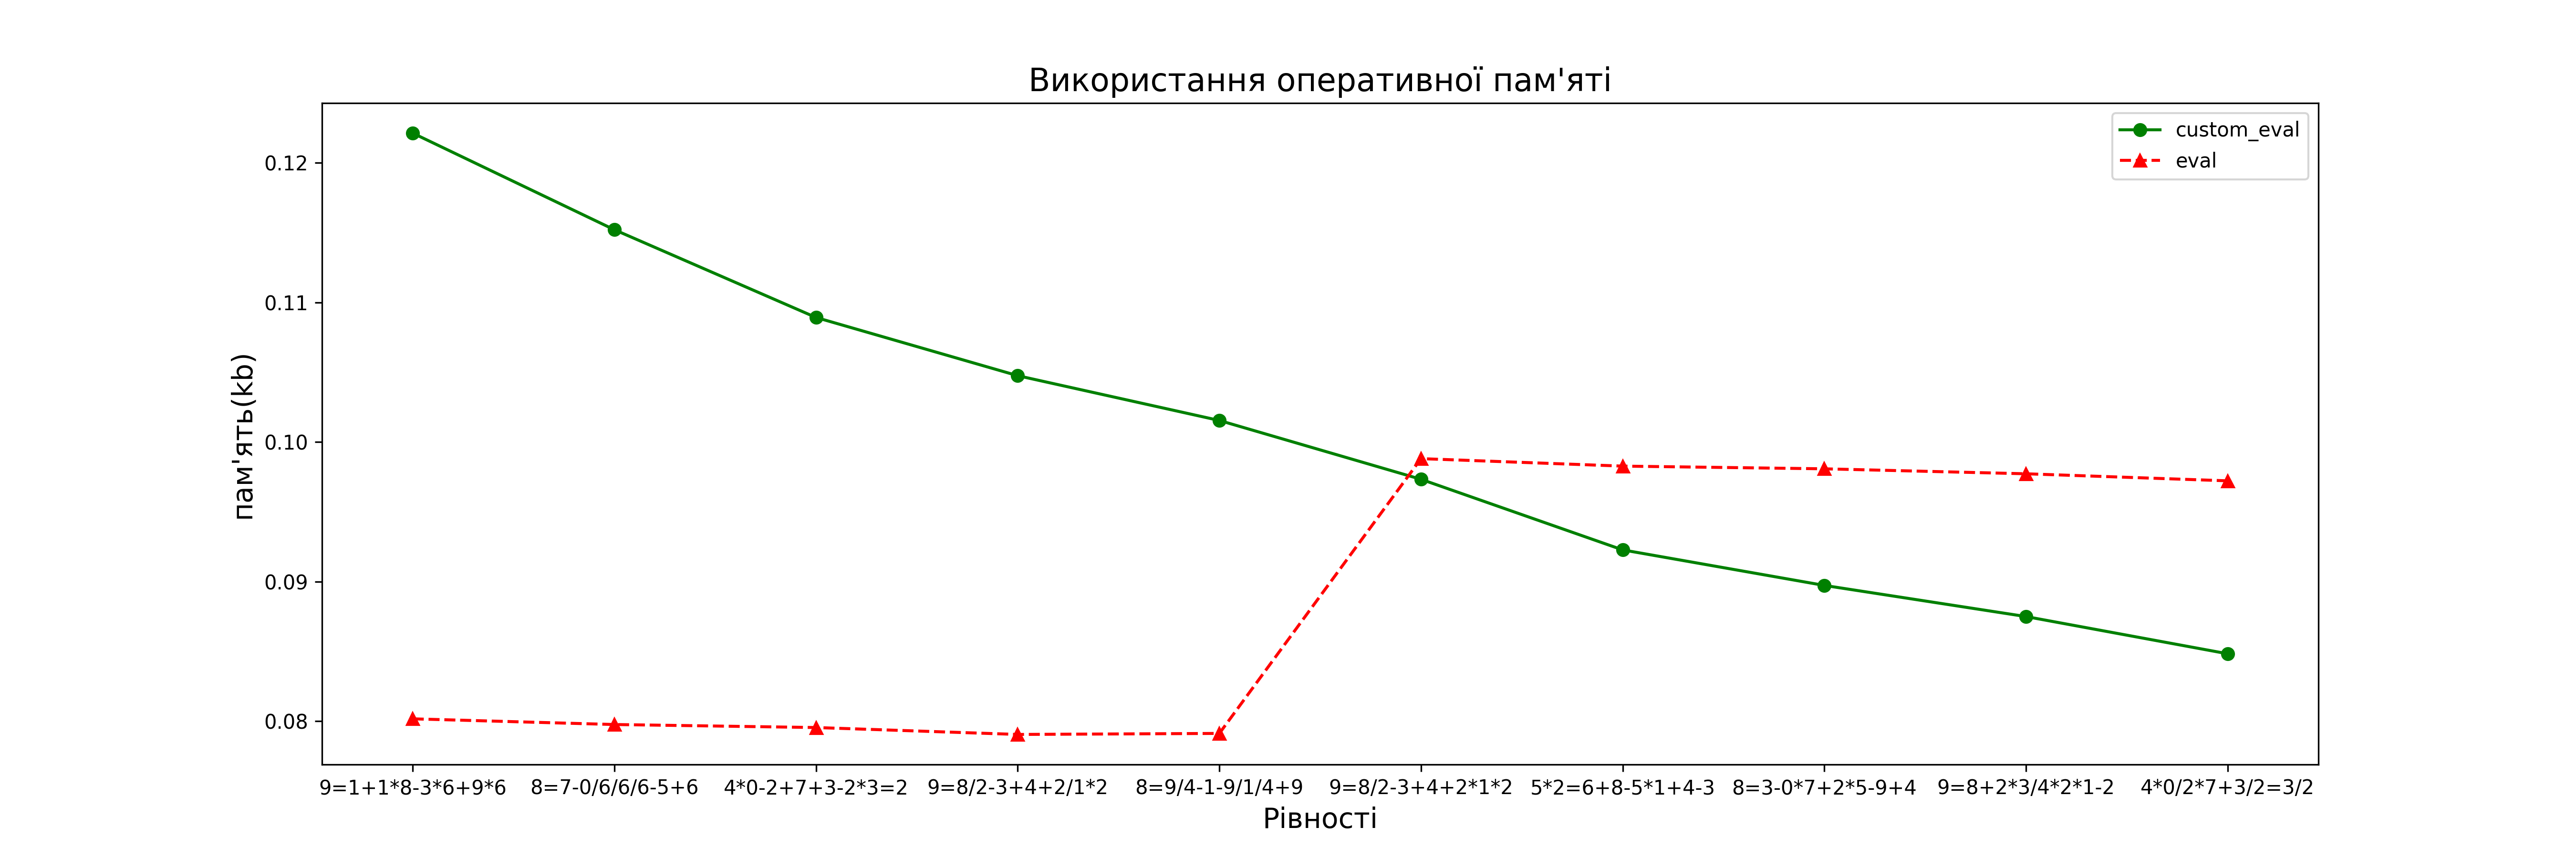 Використання оперативної пам'яті
custom_eval
eval
0.12
0.11
0.10
0.09
0.08
пам'ять(kb)
9=1+1*8-3*6+9*6 8=7-0/6/6/6-5+6 4*0-2+7+3-2*3=2 9=8/2-3+4+2/1*2 8=9/4-1-9/1/4+9 9=8/2-3+4+2*1*2 5*2=6+8-5*1+4-3 8=3-0*7+2*5-9+4 9=8+2*3/4*2*1-2 4*0/2*7+3/2=3/2
Рівності